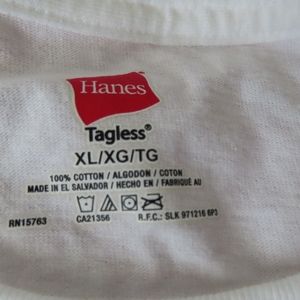 Hanes
Tagless®
XL/XG/TG
100% COTTON / ALGODON / COTON
MADE IN EL SALVADOR / HECHO EN / FABRIQUÉ AU
RN15763 CA21356 R.F.C.: SLK 971216 6P3